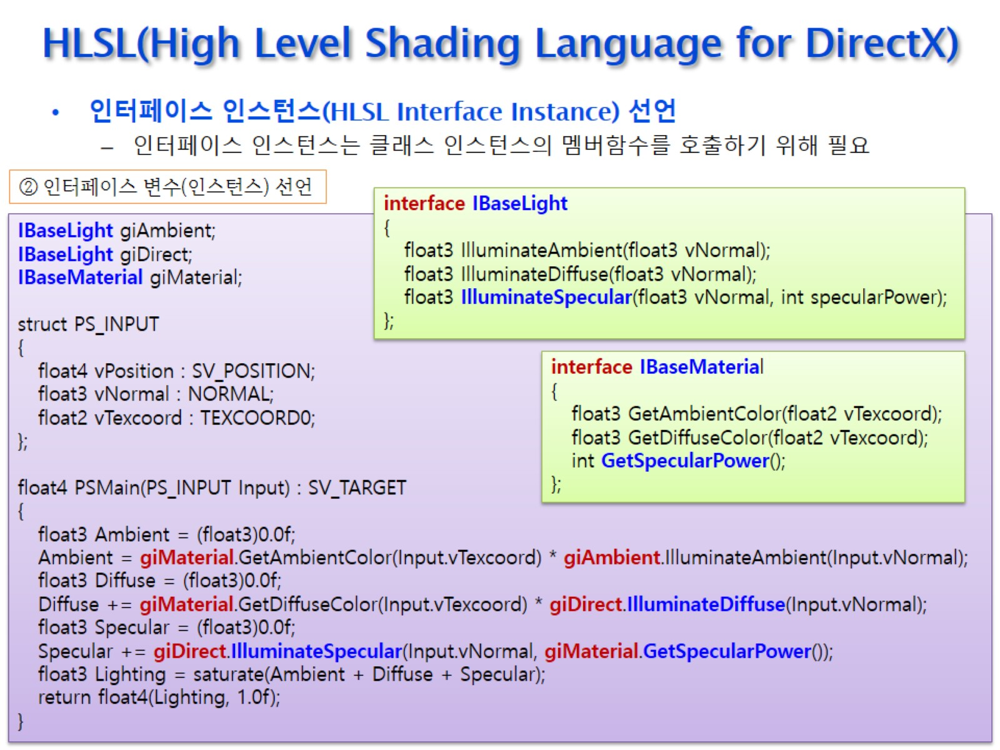 HLSL(High Level Shading Language for DirectX)
• 인터페이스 인스턴스(HLSL Interface Instance) 선언
– 인터페이스 인스턴스는 클래스 인스턴스의 멤버함수를 호출하기 위해 필요
② 인터페이스 변수(인스턴스) 선언
IBaseLight giAmbient;
IBaseLight giDirect;
IBaseMaterial giMaterial;
struct PS_INPUT
{
float4 vPosition : SV_POSITION;
float3 vNormal : NORMAL;
float2 vTexcoord : TEXCOORD0;
};
float4 PSMain(PS_INPUT Input) : SV_TARGET
{
float3 Ambient = (float3)0.0f;
Ambient = giMaterial.GetAmbientColor(Input.vTexcoord) * giAmbient.IlluminateAmbient(Input.vNormal);
float3 Diffuse = (float3)0.0f;
Diffuse += giMaterial.GetDiffuseColor(Input.vTexcoord) * giDirect.IlluminateDiffuse(Input.vNormal);
float3 Specular = (float3)0.0f;
Specular += giDirect.IlluminateSpecular(Input.vNormal, giMaterial.GetSpecularPower());
float3 Lighting = saturate(Ambient + Diffuse + Specular);
return float4(Lighting, 1.0f);
}
interface IBaseLight
{
float3 IlluminateAmbient(float3 vNormal);
float3 IlluminateDiffuse(float3 vNormal);
float3 IlluminateSpecular(float3 vNormal, int specularPower);
};
interface IBaseMaterial
{
float3 GetAmbientColor(float2 vTexcoord);
float3 GetDiffuseColor(float2 vTexcoord);
int GetSpecularPower();
};